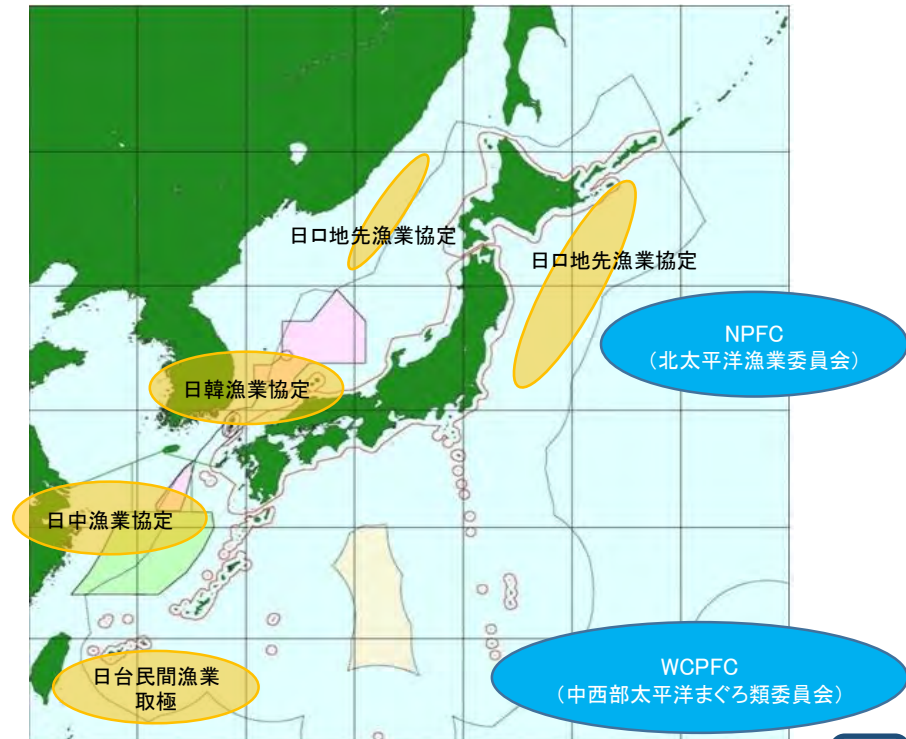 日ロ地先漁業協定
日ロ地先漁業協定
NPFC
（北太平洋漁業委員会）
日韓漁業協定
日中漁業協定
日台民間漁業
取極
WCPFC
（中西部太平洋まぐろ類委員会）